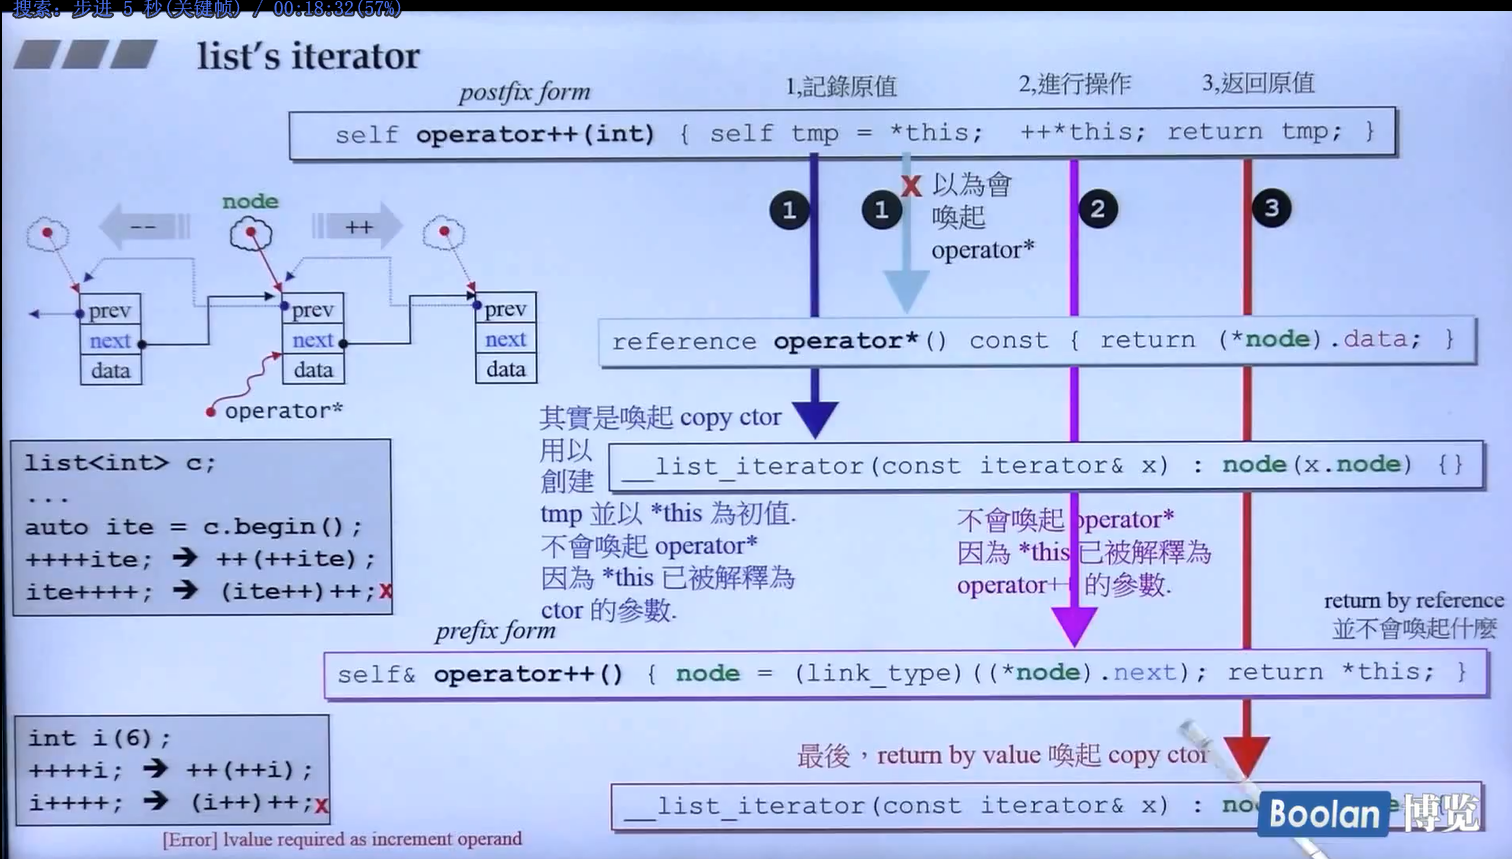 搜索: 步进 5 秒(关键帧) / 00:18:32(57%)
list's iterator
postfix form
1,記錄原值
2,進行操作
3,返回原值
self operator++(int) { self tmp = *this; ++*this; return tmp; }
1
1
x
以為會
喚起
operator*
2
3
node
--
++
prev
next
data
prev
next
data
prev
next
data
operator*
reference operator*() const { return (*node).data; }
其實是喚起 copy ctor
用以
創建
tmp 並以 *this 為初值.
不會喚起 operator*
因為 *this 已被解釋為
ctor 的參數.
__list_iterator(const iterator& x) : node(x.node) {}
不會喚起 operator*
因為 *this 已被解釋為
operator++ 的參數.
list<int> c;
...
auto ite = c.begin();
++++ite; ➔ ++(++ite);
ite++++; ➔ (ite++)++;x
return by reference
並不會喚起什麼
prefix form
self& operator++() { node = (link_type)((*node).next); return *this; }
int i(6);
++++i; ➔ ++(++i);
i++++; ➔ (i++)++;x
[Error] lvalue required as increment operand
最後，return by value 喚起 copy ctor
__list_iterator(const iterator& x) :
Boolan 博览